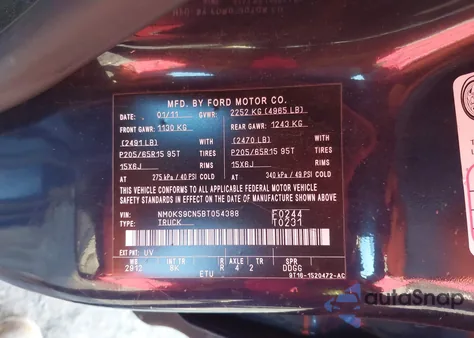 MFD. BY FORD MOTOR CO.
DATE: 01/11 GVWR: 2252 KG (4965 LB)
FRONT GAWR: 1130 KG REAR GAWR: 1243 KG
(2491 LB) WITH (2470 LB) WITH
P205/65R15 95T TIRES P205/65R15 95T TIRES
15X6J RIMS 15X6J RIMS
AT 275 kPa/40 PSI COLD AT 340 kPa/49 PSI COLD
THIS VEHICLE CONFORMS TO ALL APPLICABLE FEDERAL MOTOR VEHICLE
SAFETY STANDARDS IN EFFECT ON THE DATE OF MANUFACTURE SHOWN ABOVE.
VIN: NM0KS9CN5BT054388 F0244
TYPE: TRUCK T0231
EXT PNT: UV
WB INT TR R AXLE TR SPR
2912 BK 4 2 DDGG
ETU 9T16-1520472-AC
autoSnap